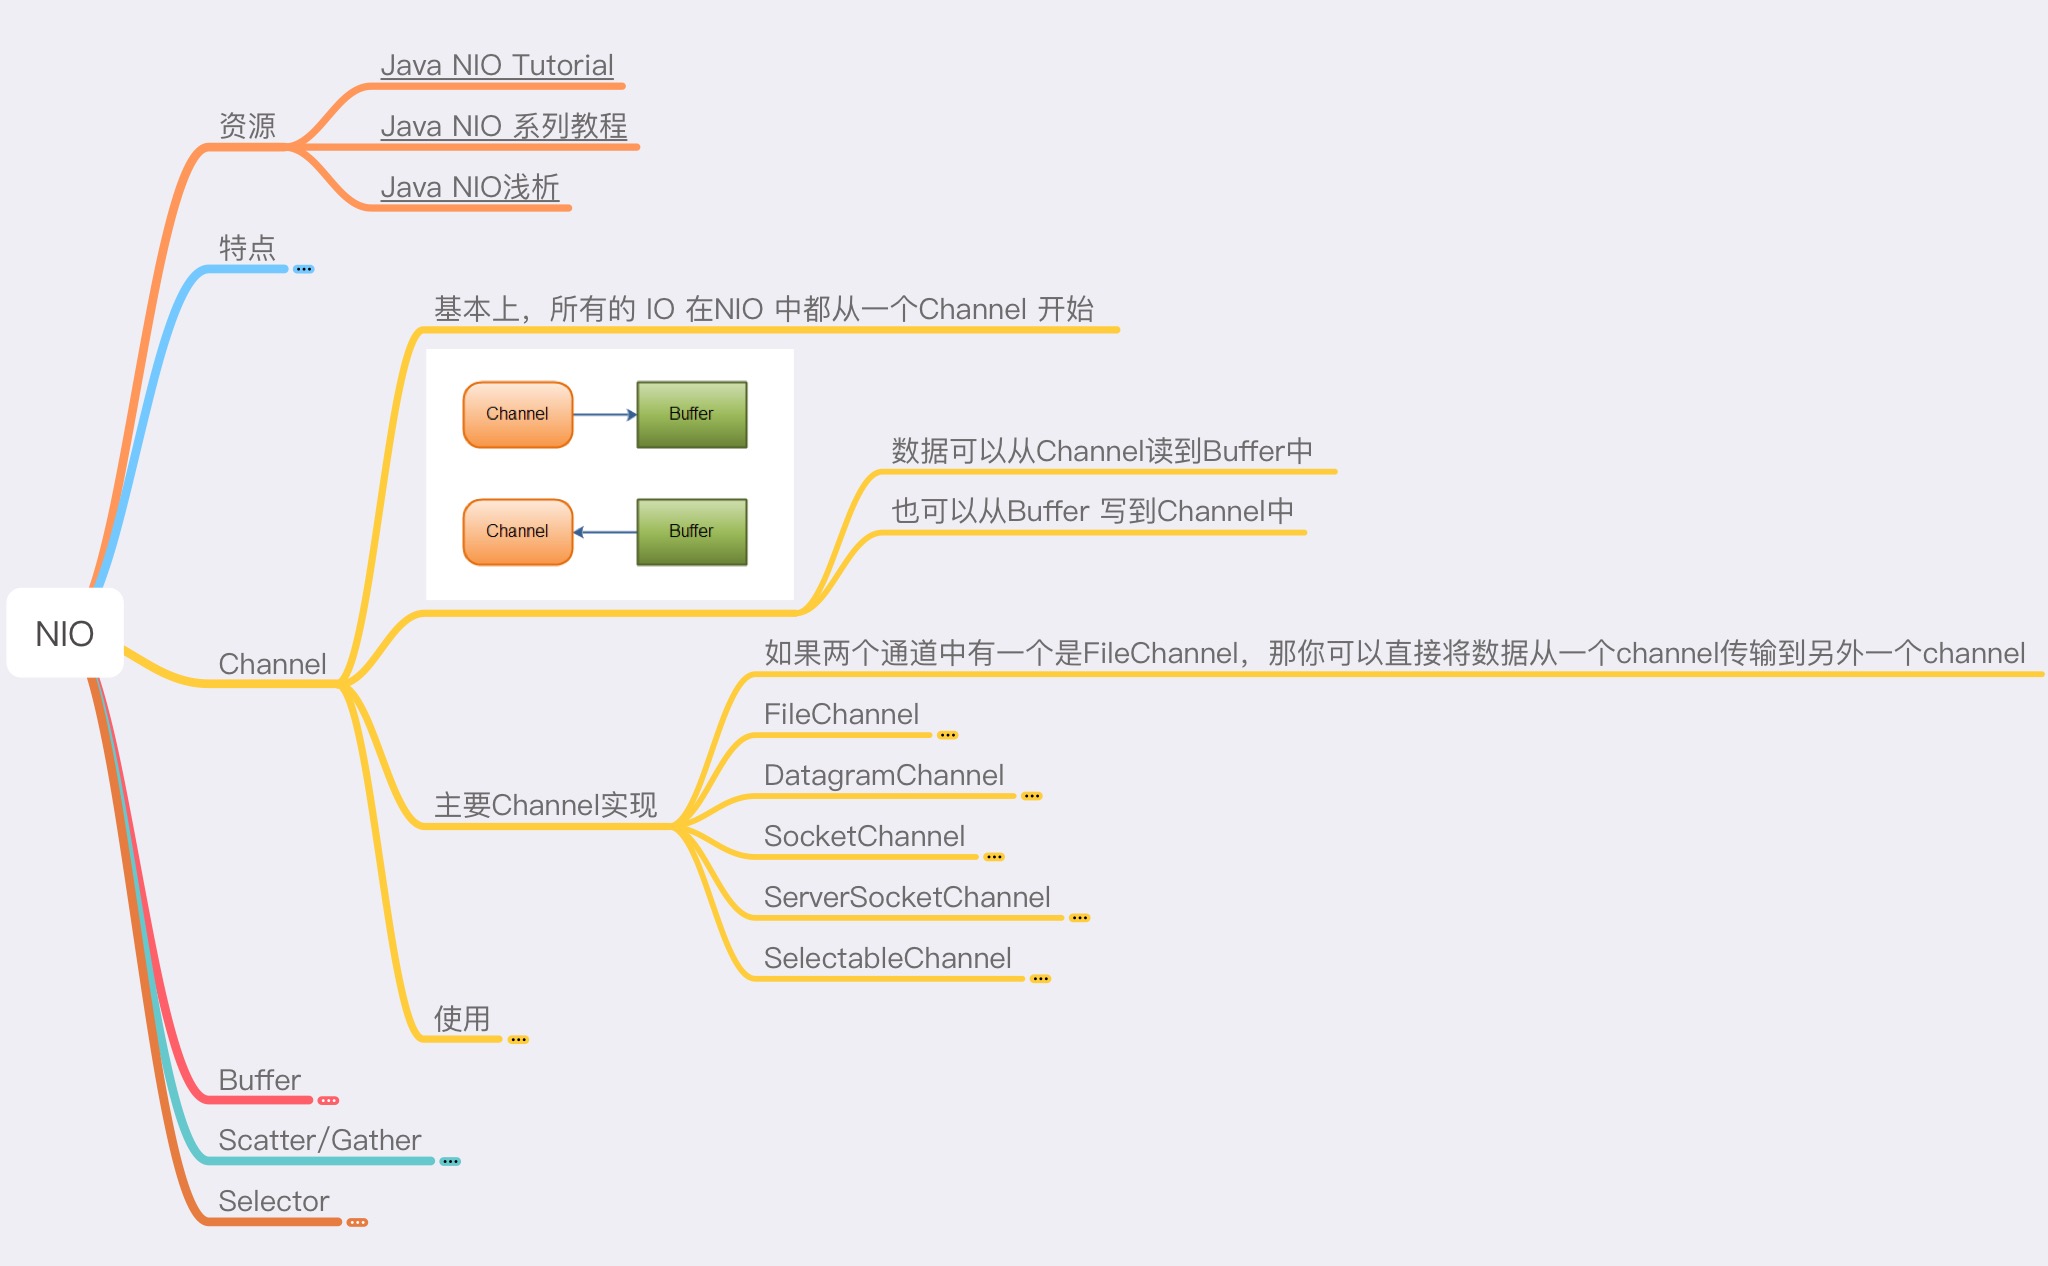 Java NIO Tutorial
资源
Java NIO 系列教程
Java NIO浅析
特点
基本上，所有的 IO 在NIO 中都从一个Channel 开始
Channel
Buffer
Channel
Buffer
数据可以从Channel读到Buffer中
也可以从Buffer 写到Channel中
NIO
Channel
如果两个通道中有一个是FileChannel，那你可以直接将数据从一个channel传输到另外一个channel
FileChannel
DatagramChannel
主要Channel实现
SocketChannel
ServerSocketChannel
SelectableChannel
使用
Buffer
Scatter/Gather
Selector